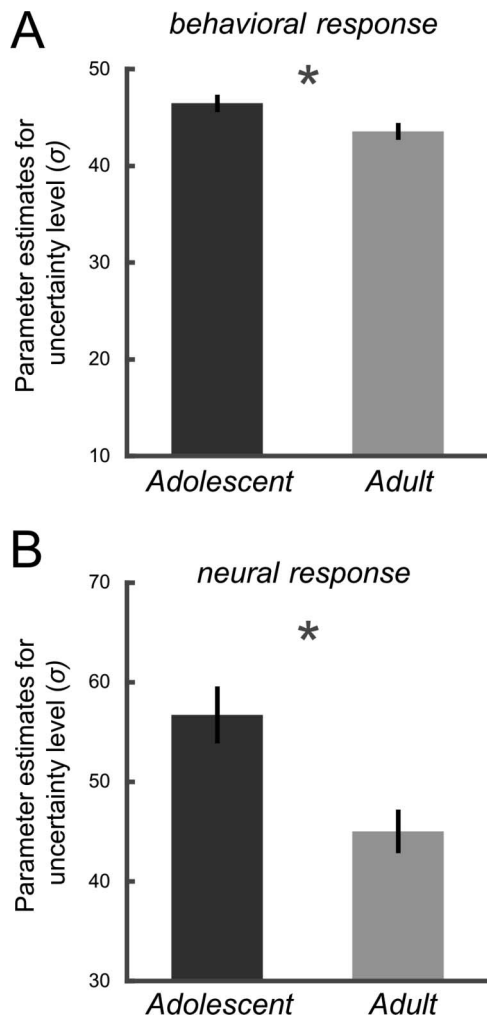 A
behavioral response
*
Parameter estimates for
uncertainty level (σ)
50
40
30
20
10
Adolescent
Adult
B
neural response
*
Parameter estimates for
uncertainty level (σ)
70
60
50
40
30
Adolescent
Adult